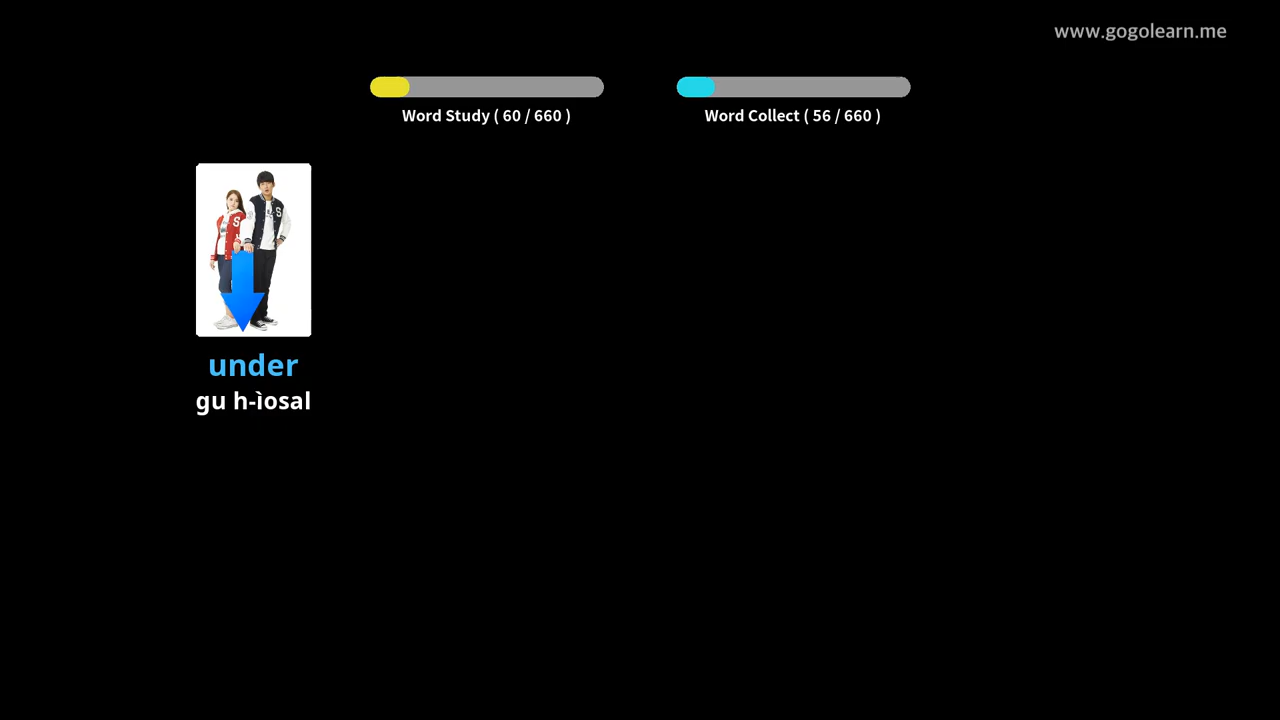 www.gogolearn.me
Word Study ( 60 / 660 )
Word Collect ( 56 / 660 )
S
S
under
gu h-ìosal